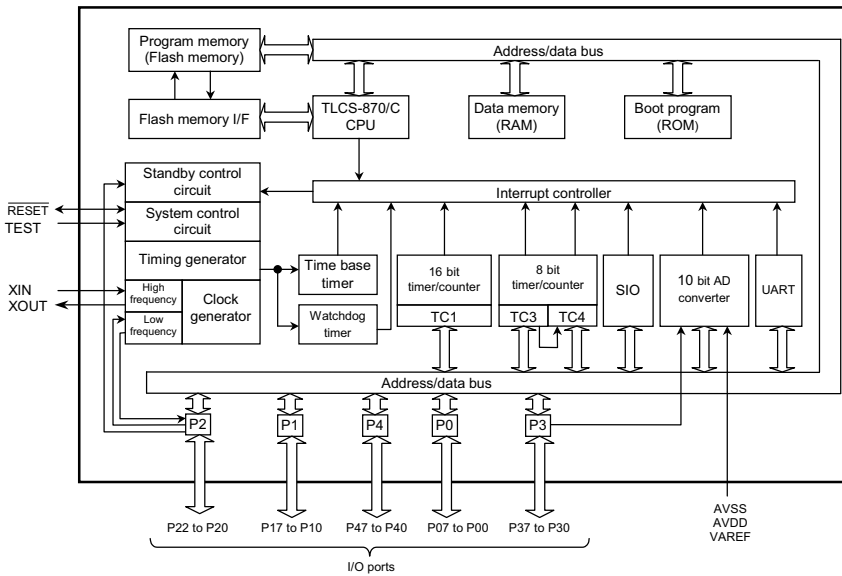 Program memory
(Flash memory)
Address/data bus
Flash memory I/F
TLCS-870/C
CPU
Data memory
(RAM)
Boot program
(ROM)
Standby control
circuit
Interrupt controller
RESET
TEST
System control
circuit
Timing generator
Time base
timer
16 bit
timer/counter
8 bit
timer/counter
SIO
10 bit AD
converter
UART
XIN
XOUT
High
frequency
Clock
generator
Low
frequency
Watchdog
timer
TC1
TC3
TC4
Address/data bus
P2
P1
P4
P0
P3
P22 to P20
P17 to P10
P47 to P40
P07 to P00
P37 to P30
AVSS
AVDD
VAREF
I/O ports